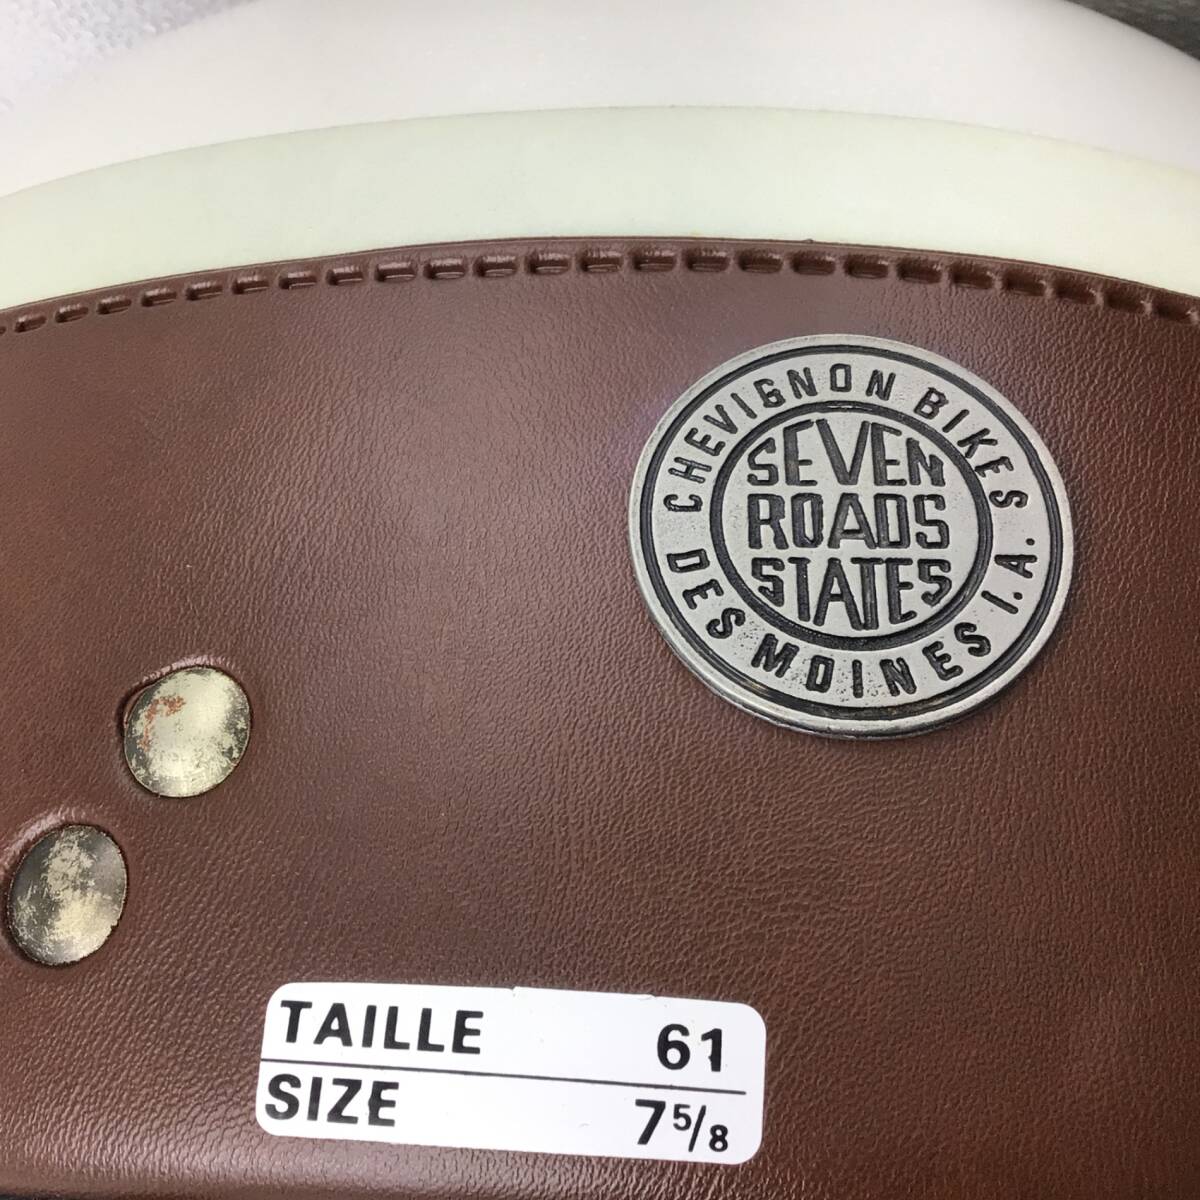 CHEVIGNON BIKES
SEVEN
ROADS
STATES
DES MOINES I.A.
TAILLE 61
SIZE 7 5/8